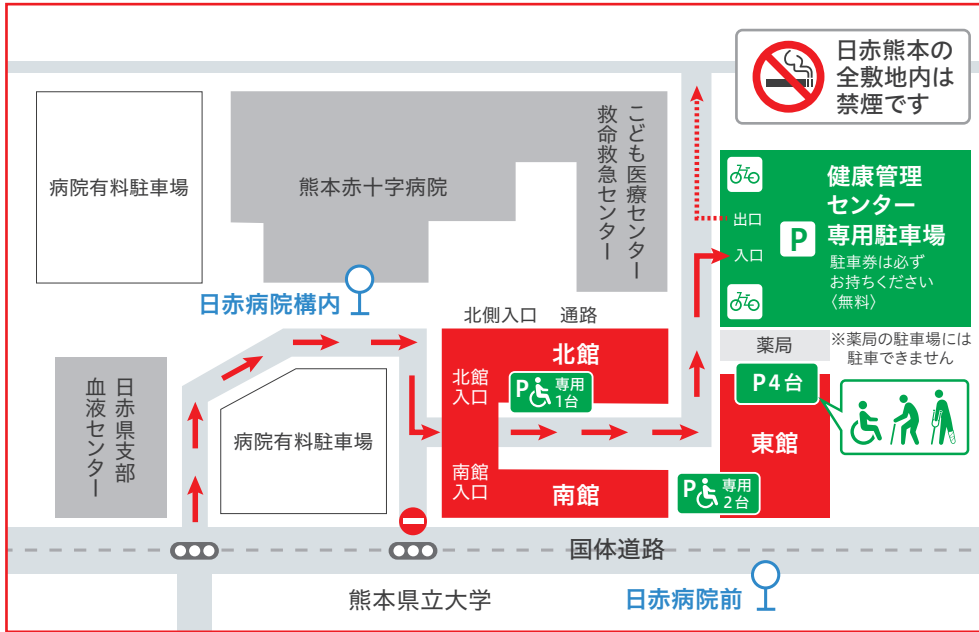 日赤熊本の
全敷地内は
禁煙です
病院有料駐車場
熊本赤十字病院
こども医療センター
救命救急センター
健康管理
センター
専用駐車場
出口
P
入口
駐車券は必ず
お持ちください
〈無料〉
日赤病院構内
北側入口 通路
北館
北館
入口
P 専用
1台
薬局
※薬局の駐車場には
駐車できません
P4台
東館
日赤県支部
血液センター
病院有料駐車場
南館
入口
南館
P 専用
2台
国体道路
熊本県立大学
日赤病院前